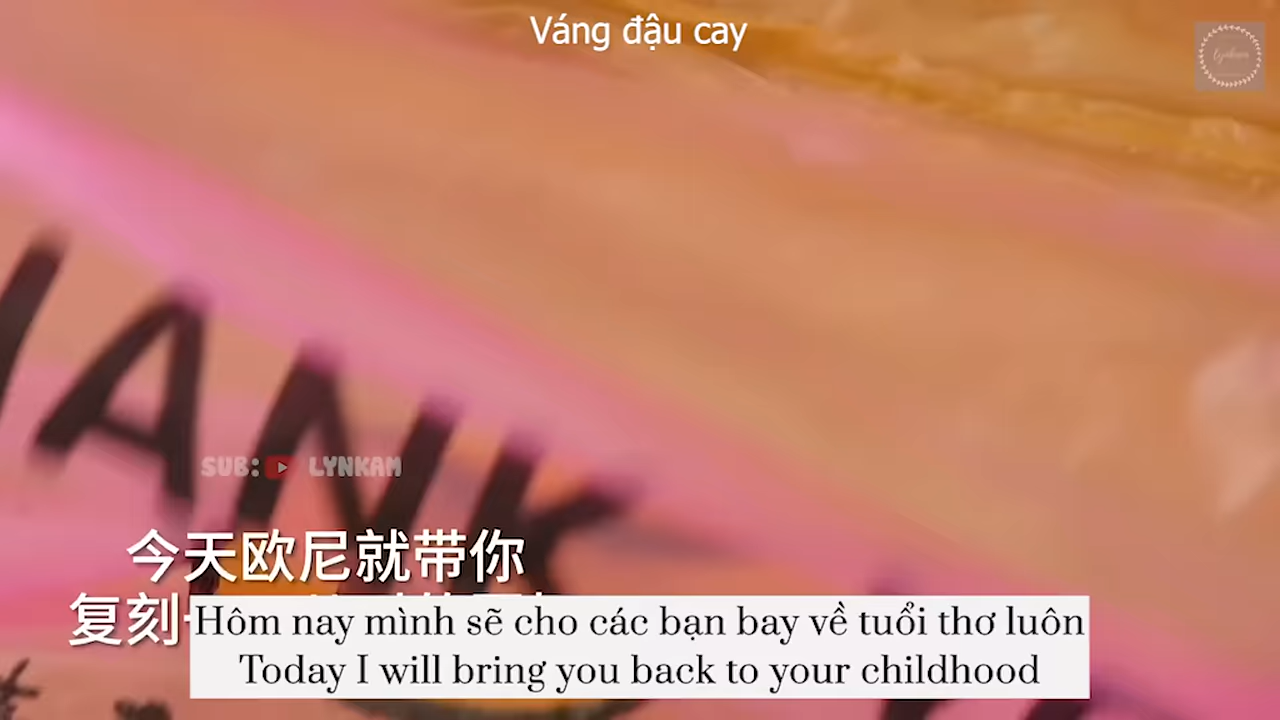 Váng đậu cay
HANK
SUB: LYNKAM
今天欧尼就带你
复刻
Hôm nay mình sẽ cho các bạn bay về tuổi thơ luôn
Today I will bring you back to your childhood